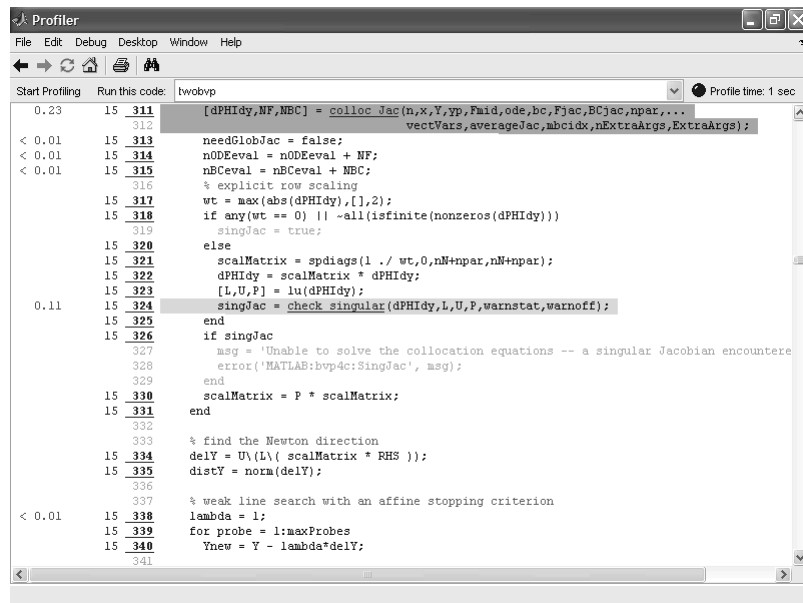 Profiler
File Edit Debug Desktop Window Help
Start Profiling Run this code: twobvp Profile time: 1 sec
0.23 15 311 [dPHIdy,NF,NBC] = colloc_Jac(n,x,Y,yp,Fmid,ode,bc,Fjac,BCjac,npar,...
312 vectVars,averageJac,mbcidx,nExtraArgs,ExtraArgs);
< 0.01 15 313 needGlobJac = false;
< 0.01 15 314 nODEeval = nODEeval + NF;
< 0.01 15 315 nBCeval = nBCeval + NBC;
316 % explicit row scaling
15 317 wt = max(abs(dPHIdy),[],2);
15 318 if any(wt == 0) || ~all(isfinite(nonzeros(dPHIdy)))
319 singJac = true;
15 320 else
15 321 scalMatrix = spdiags(1 ./ wt,0,nN+npar,nN+npar);
15 322 dPHIdy = scalMatrix * dPHIdy;
15 323 [L,U,P] = lu(dPHIdy);
0.11 15 324 singJac = check_singular(dPHIdy,L,U,P,warnstat,warnoff);
15 325 end
15 326 if singJac
327 msg = 'Unable to solve the collocation equations -- a singular Jacobian encountere
328 error('MATLAB:bvp4c:SingJac', msg);
329 end
15 330 scalMatrix = P * scalMatrix;
15 331 end
332
333 % find the Newton direction
15 334 delY = U\(L\( scalMatrix * RHS ));
15 335 distY = norm(delY);
336
337 % weak line search with an affine stopping criterion
< 0.01 15 338 lambda = 1;
15 339 for probe = 1:maxProbes
15 340 Ynew = Y - lambda*delY;
341